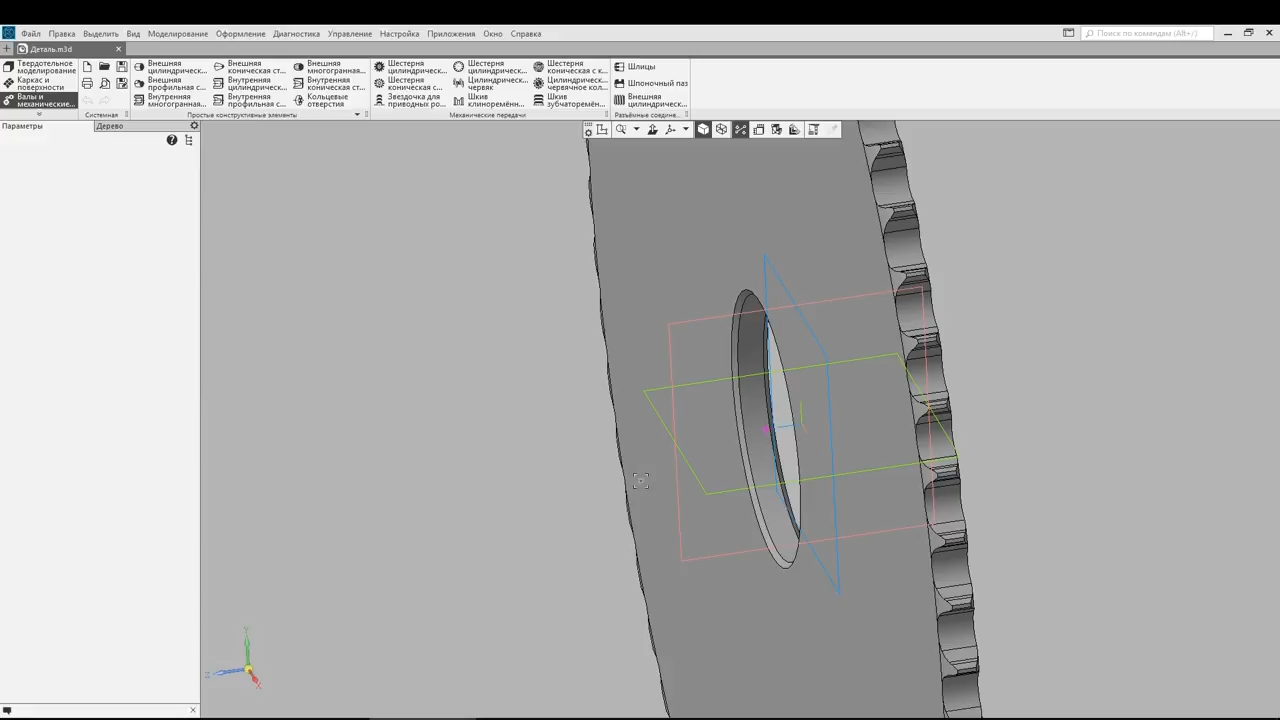 Файл Правка Выделить Вид Моделирование Оформление Диагностика Управление Настройка Приложения Окно Справка
Поиск по командам (Alt+/)
Деталь.m3d
Твердотельное моделирование
Каркас и поверхности
Валы и механические...
Системная
Внешняя цилиндрическ...
Внешняя коническая ст...
Внешняя многогранная...
Внешняя профильная с...
Внутренняя цилиндрическ...
Внутренняя коническая ст...
Внутренняя многогранная...
Внутренняя профильная с...
Кольцевые отверстия
Простые конструктивные элементы
Шестерня цилиндрическ...
Шестерня цилиндрическ...
Шестерня коническая с к...
Шестерня коническая с...
Цилиндрическ... червяк
Цилиндрическ... червячное кол...
Звездочка для приводных ро...
Шкив клиноремённ...
Шкив зубчаторемён...
Механические передачи
Шлицы
Шпоночный паз
Внешняя цилиндрическ...
Разъёмные соедине...
Параметры
Дерево
Y
Z
X